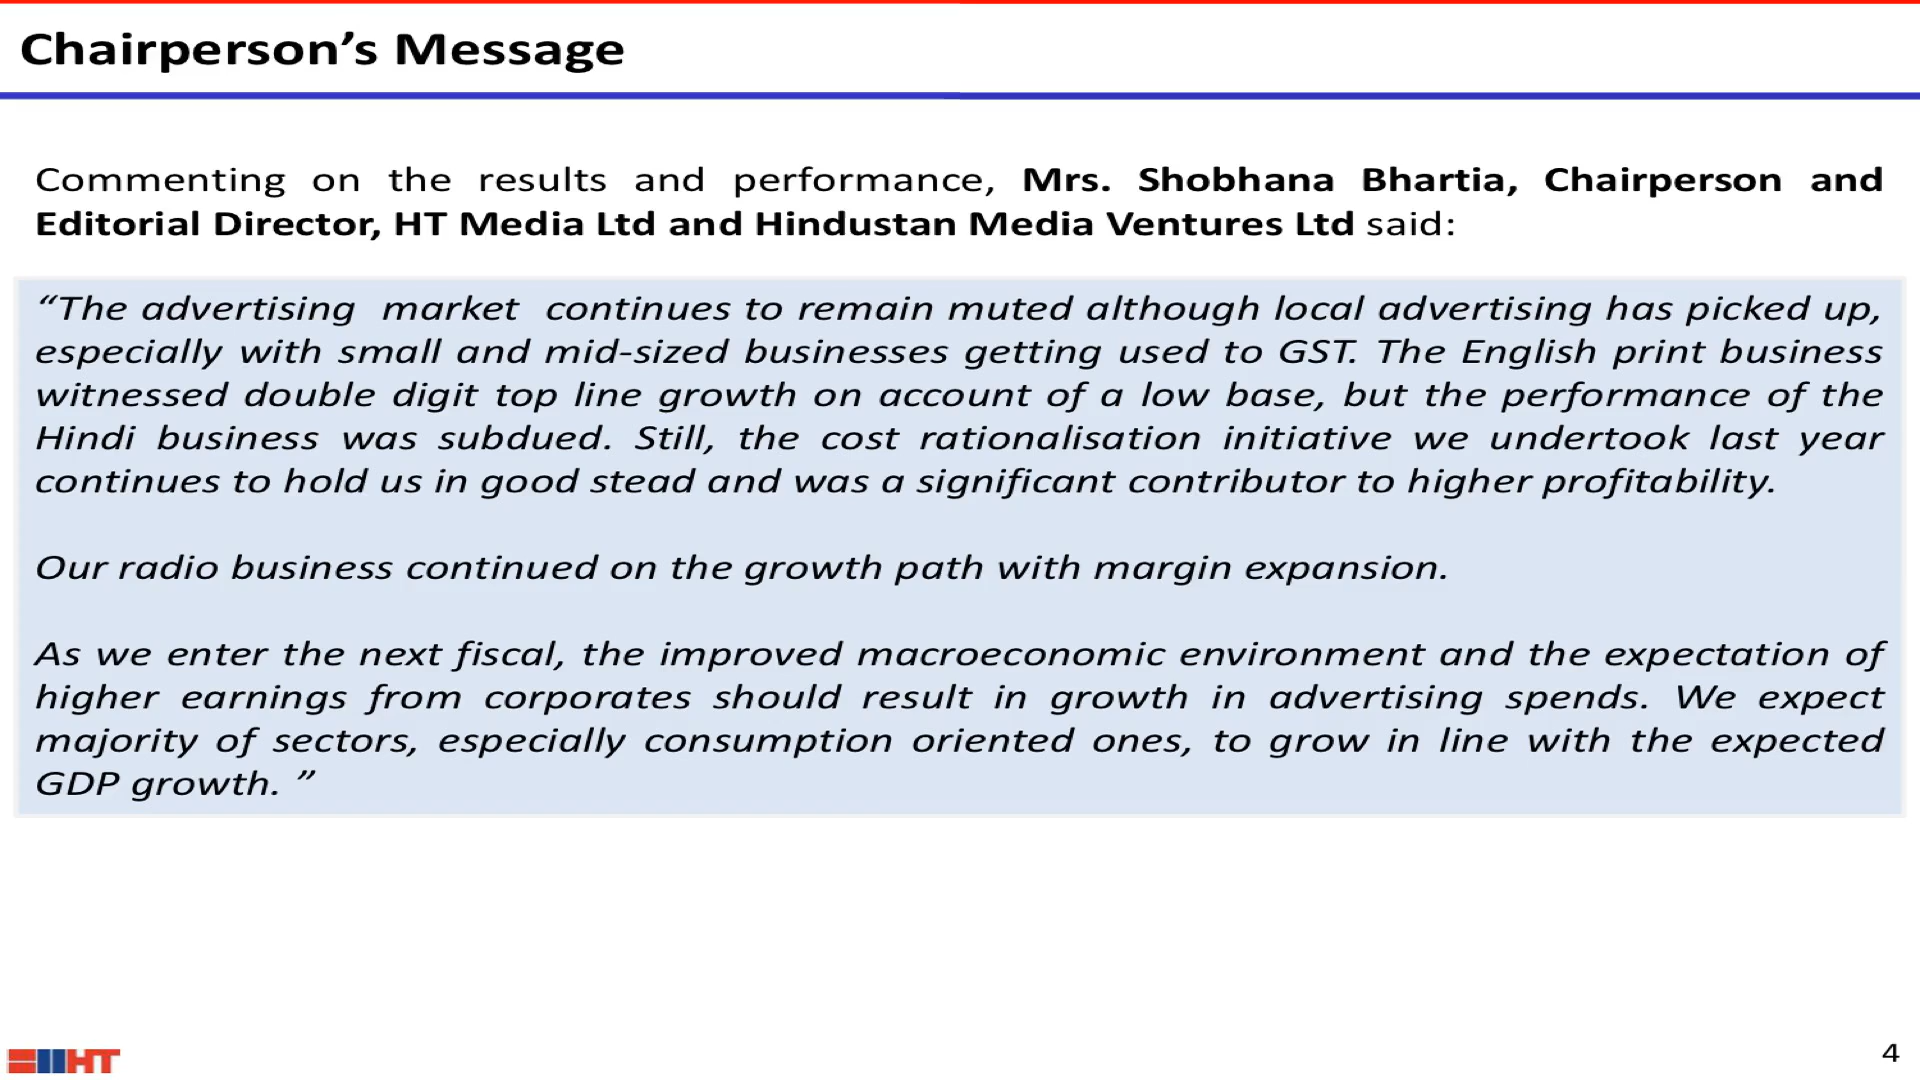 Chairperson’s Message
Commenting on the results and performance, Mrs. Shobhana Bhartia, Chairperson and
Editorial Director, HT Media Ltd and Hindustan Media Ventures Ltd said:
“The advertising market continues to remain muted although local advertising has picked up,
especially with small and mid-sized businesses getting used to GST. The English print business
witnessed double digit top line growth on account of a low base, but the performance of the
Hindi business was subdued. Still, the cost rationalisation initiative we undertook last year
continues to hold us in good stead and was a significant contributor to higher profitability.
Our radio business continued on the growth path with margin expansion.
As we enter the next fiscal, the improved macroeconomic environment and the expectation of
higher earnings from corporates should result in growth in advertising spends. We expect
majority of sectors, especially consumption oriented ones, to grow in line with the expected
GDP growth. ”
HT
4